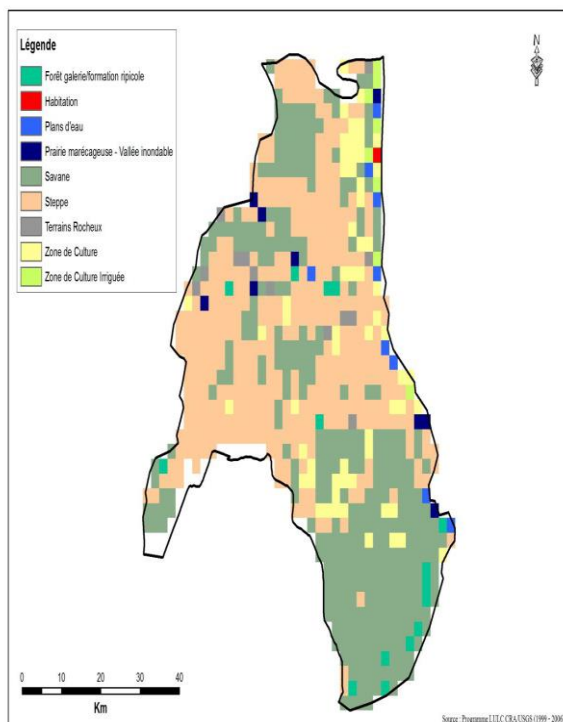 Légende
N
Forêt galerie/formation ripicole
Habitation
Plans d'eau
Prairie marécageuse - Vallée inondable
Savane
Steppe
Terrains Rocheux
Zone de Culture
Zone de Culture Irriguée
0 10 20 30 40
Km
Source : Programme LULC CRA/USGS (1999 - 2006